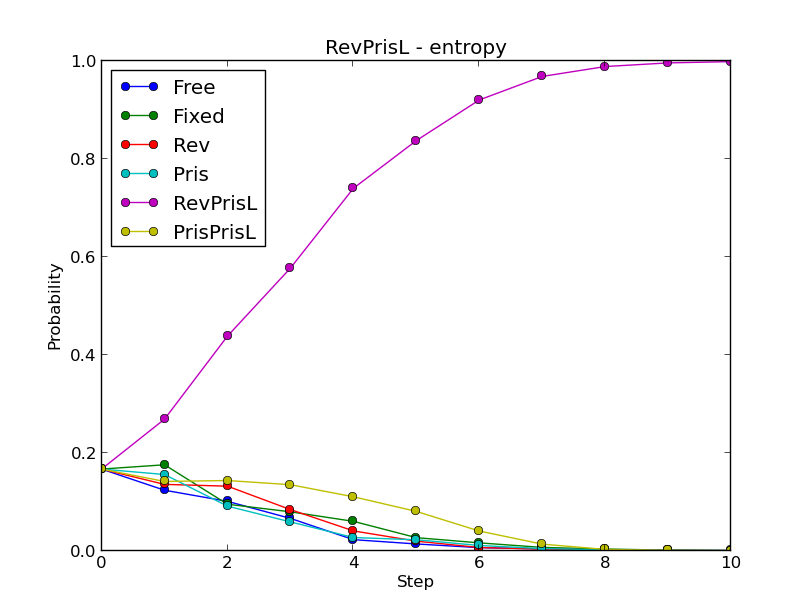 RevPrisL - entropy
1.0
0.8
0.6
0.4
0.2
0.0
Probability
Free
Fixed
Rev
Pris
RevPrisL
PrisPrisL
0 2 4 6 8 10
Step